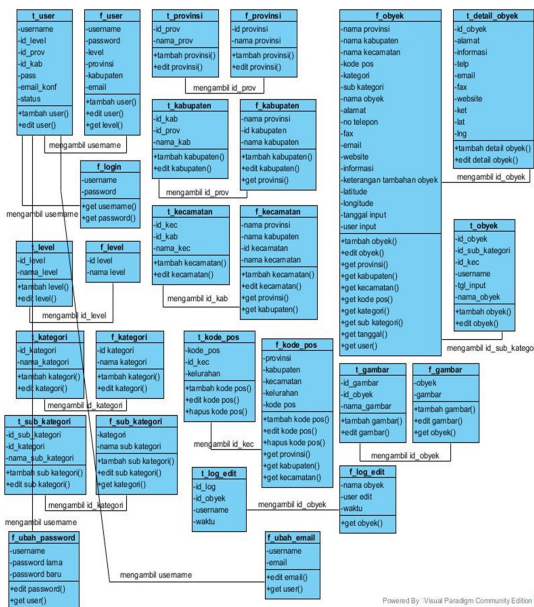 t_user
-username
-id_level
-id_prov
-id_kab
-pass
-email_konf
-status
+tambah user()
+edit user()
f_user
-username
-password
-level
-provinsi
-kabupaten
-email
+tambah user()
+edit user()
+get level()
mengambil username
t_provinsi
-id_prov
-nama_prov
+tambah provinsi()
+edit provinsi()
f_provinsi
-id provinsi
-nama provinsi
+tambah provinsi()
+edit provinsi()
mengambil id_prov
t_kabupaten
-id_kab
-id_prov
-nama_kab
+tambah kabupaten()
+edit kabupaten()
f_kabupaten
-nama provinsi
-id kabupaten
-nama kabupaten
+tambah kabupaten()
+edit kabupaten()
+get provinsi()
mengambil id_prov
f_login
-username
-password
+get username()
+get password()
mengambil username
t_kecamatan
-id_kec
-id_kab
-nama_kec
+tambah kecamatan()
+edit kecamatan()
f_kecamatan
-nama provinsi
-nama kabupaten
-id kecamatan
-nama kecamatan
+tambah kecamatan()
+edit kecamatan()
+get provinsi()
+get kabupaten()
mengambil id_kab
t_level
-id_level
-nama_level
+tambah level()
+edit level()
f_level
-id level
-nama level
mengambil id_level
f_obyek
-nama provinsi
-nama kabupaten
-nama kecamatan
-kode pos
-kategori
-sub kategori
-nama obyek
-alamat
-no telepon
-fax
-email
-website
-informasi
-keterangan tambahan obyek
-latitude
-longitude
-tanggal input
-user input
+tambah obyek()
+edit obyek()
+get provinsi()
+get kabupaten()
+get kecamatan()
+get kode pos()
+get kategori()
+get sub kategori()
+get tanggal()
+get user()
t_detail_obyek
-id_obyek
-alamat
-informasi
-telp
-email
-fax
-website
-ket
-lat
-lng
+tambah detail obyek()
+edit detail obyek()
mengambil id_obyek
t_obyek
-id_obyek
-id_sub_kategori
-id_kec
-username
-tgl_input
-nama_obyek
+tambah obyek()
+edit obyek()
mengambil id_sub_katego
t_kategori
-id_kategori
-nama_kategori
+tambah kategori()
+edit kategori()
f_kategori
-id kategori
-nama kategori
+tambah kategori()
+edit kategori()
mengambil id_kategori
t_kode_pos
-kode_pos
-id_kec
-kelurahan
+tambah kode pos()
+edit kode pos()
+hapus kode pos()
f_kode_pos
-provinsi
-kabupaten
-kecamatan
-kelurahan
-kode pos
+tambah kode pos()
+edit kode pos()
+hapus kode pos()
+get provinsi()
+get kabupaten()
+get kecamatan()
mengambil id_kec
t_gambar
-id_gambar
-id_obyek
-nama_gambar
+tambah gambar()
+edit gambar()
f_gambar
-obyek
-gambar
+tambah gambar()
+edit gambar()
+get obyek()
mengambil id_obyek
t_sub_kategori
-id_sub_kategori
-id_kategori
-nama_sub_kategori
+tambah sub kategori()
+edit sub kategori()
f_sub_kategori
-kategori
-nama sub kategori
+tambah sub kategori()
+edit sub kategori()
+get kategori()
mengambil id_kategori
t_log_edit
-id_log
-id_obyek
-username
-waktu
mengambil id_obyek
f_log_edit
-nama obyek
-user edit
-waktu
+get obyek()
mengambil username
f_ubah_password
-username
-password lama
-password baru
+edit password()
+get user()
mengambil username
f_ubah_email
-username
-email
+edit email()
+get user()
Powered By Visual Paradigm Community Edition